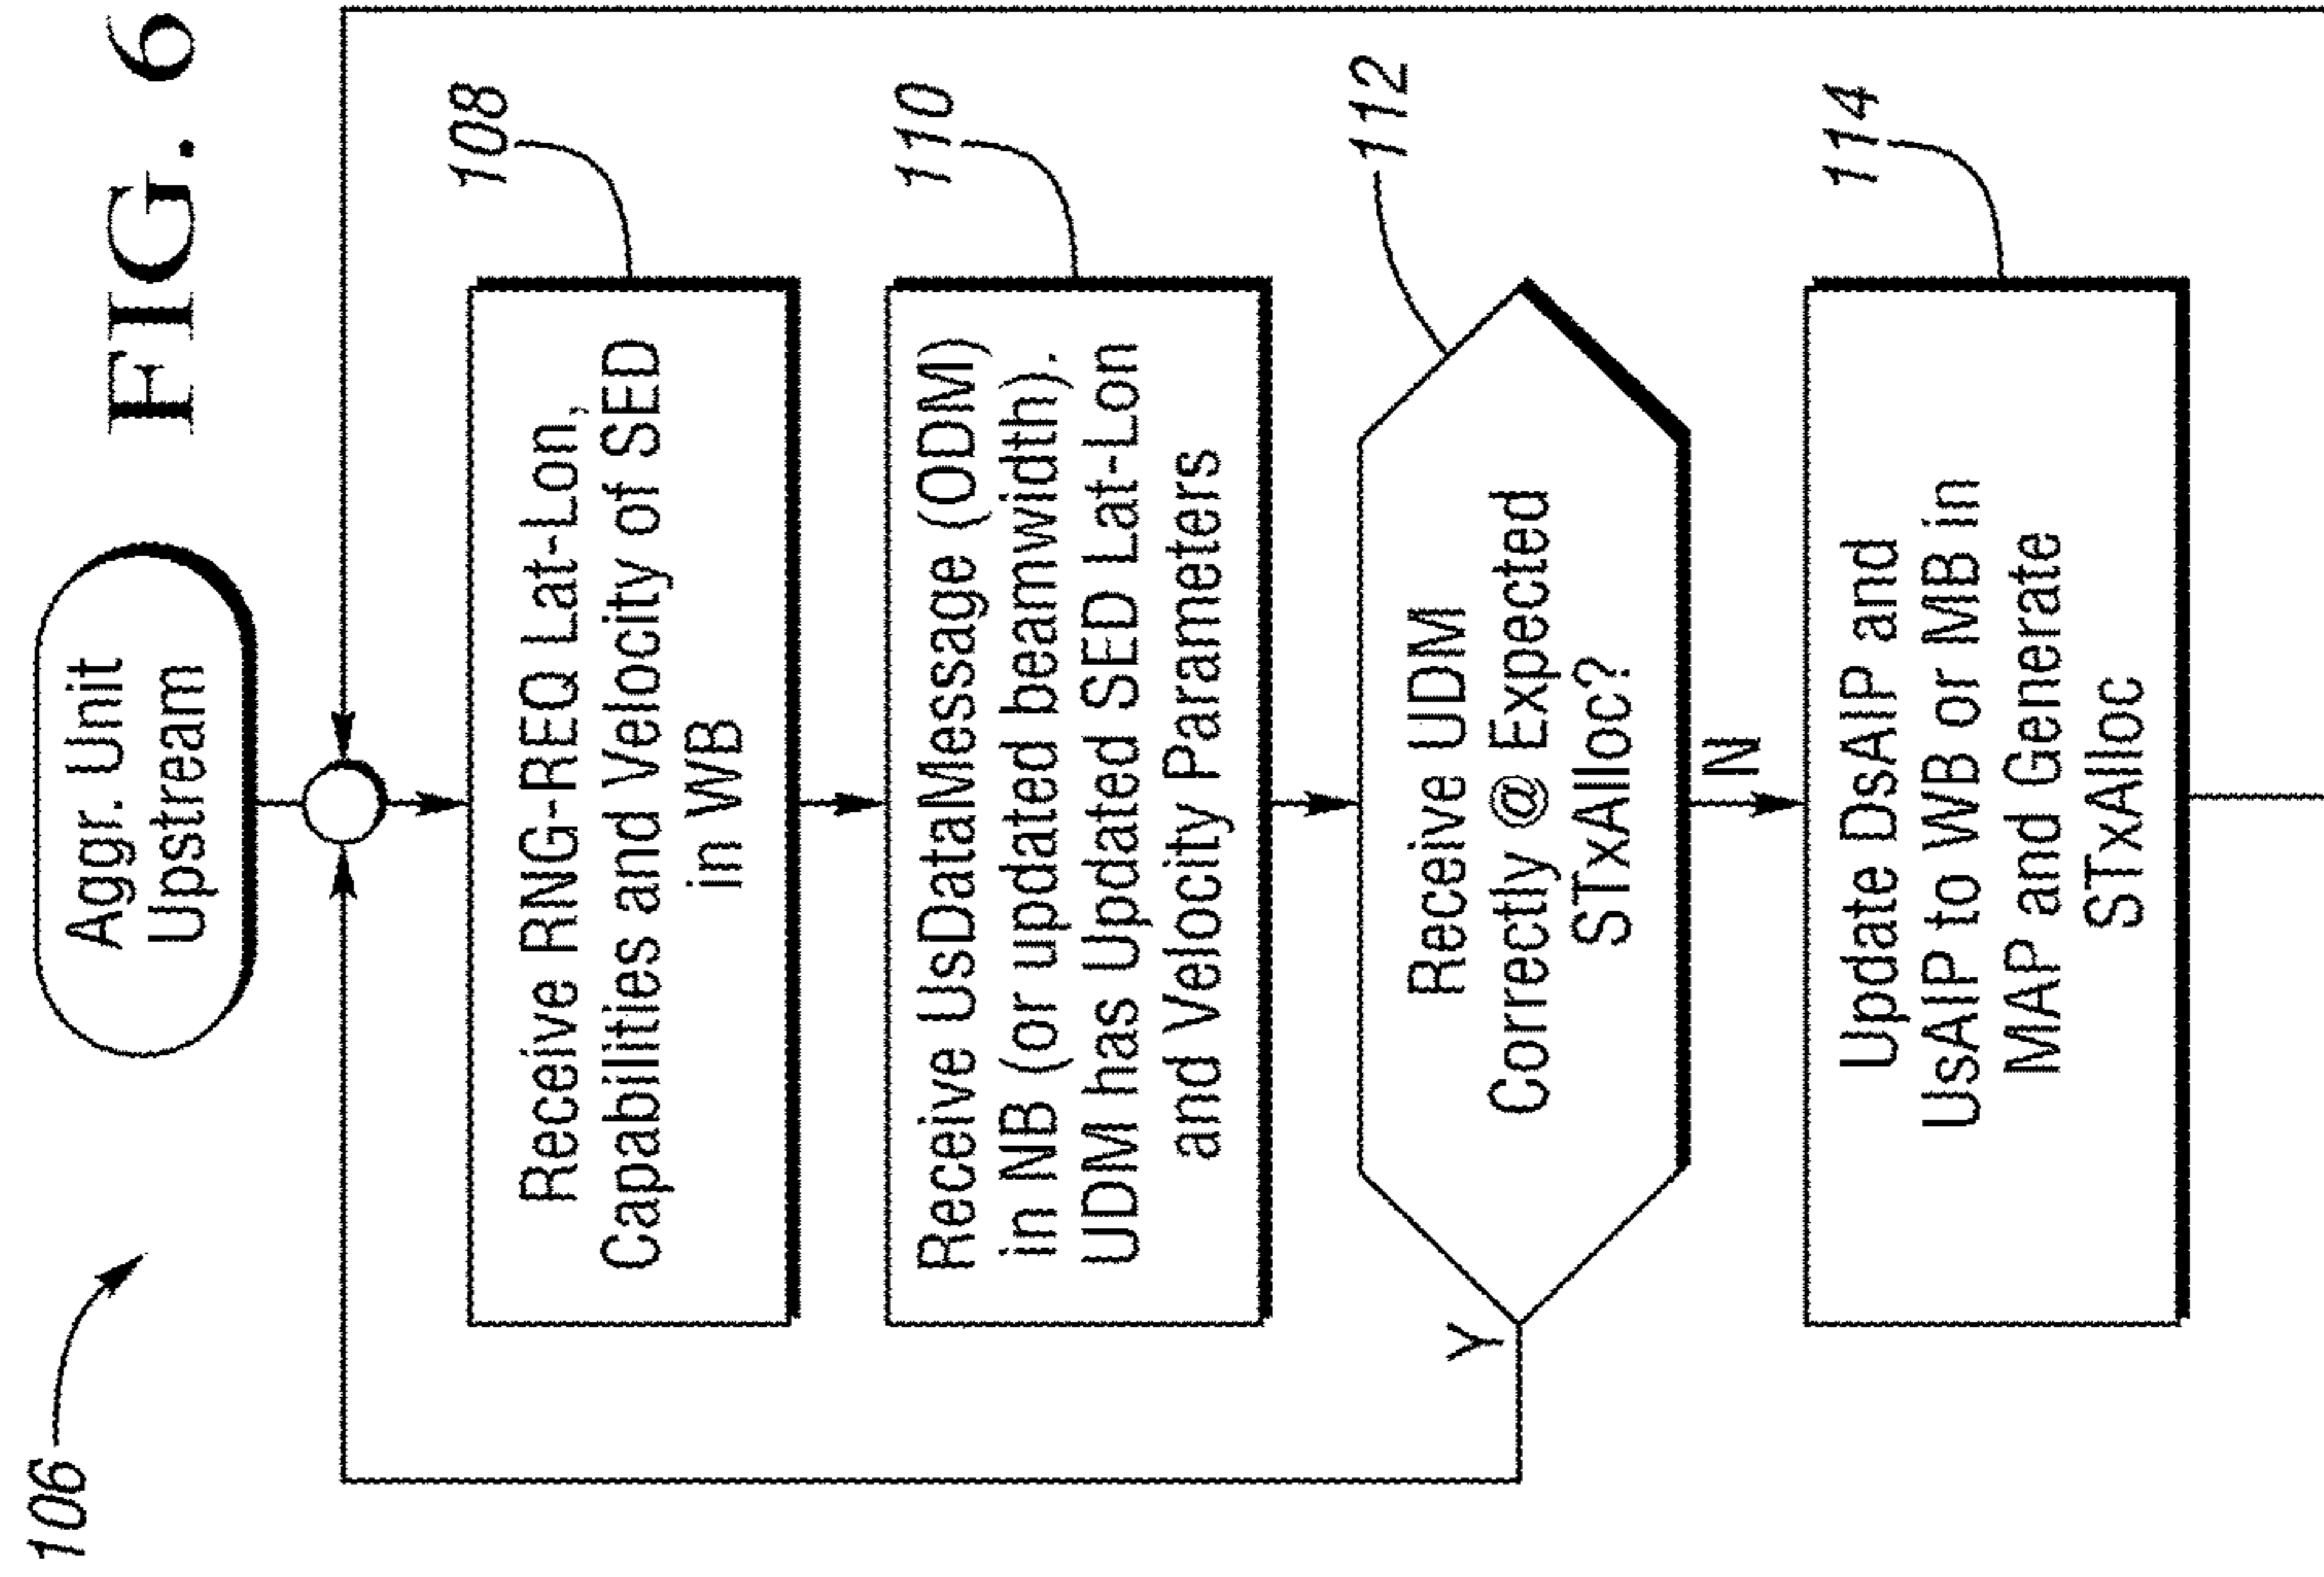 FIG. 6
106
Aggr. Unit
Upstream
Receive RNG-REQ Lat-Lon,
Capabilities and Velocity of SED
in WB
108
Receive UsDataMessage (ODM)
in NB (or updated beamwidth).
UDM has Updated SED Lat-Lon
and Velocity Parameters
110
Receive UDM
Correctly @ Expected
STxAlloc?
112
Y
N
Update DsAIP and
UsAIP to WB or MB in
MAP and Generate
STxAlloc
114